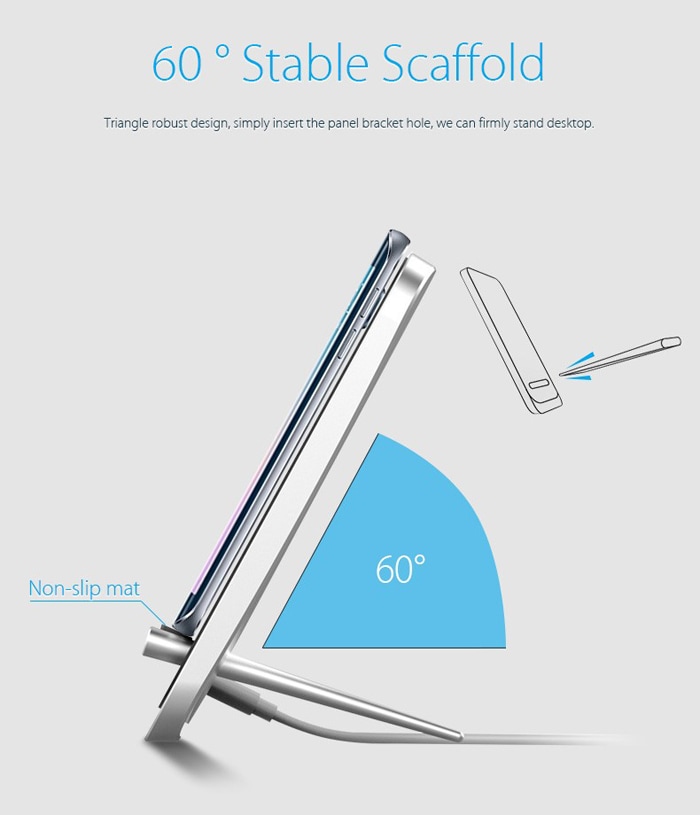 60 ° Stable Scaffold
Triangle robust design, simply insert the panel bracket hole, we can firmly stand desktop.
60°
Non-slip mat